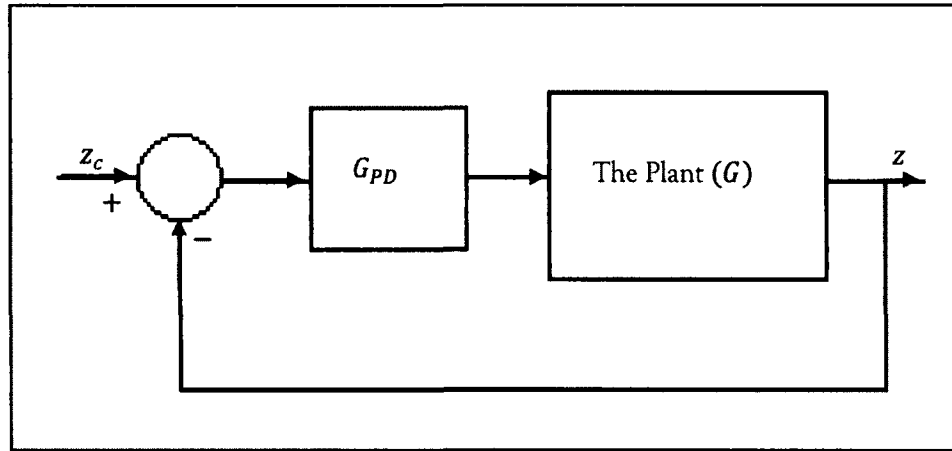 z_c
+
−
G_PD
The Plant (G)
z